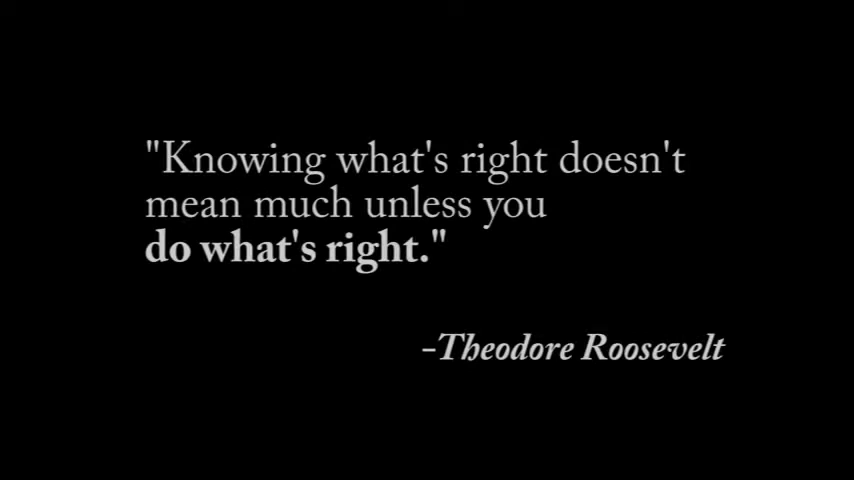 "Knowing what's right doesn't
mean much unless you
do what's right."
-Theodore Roosevelt